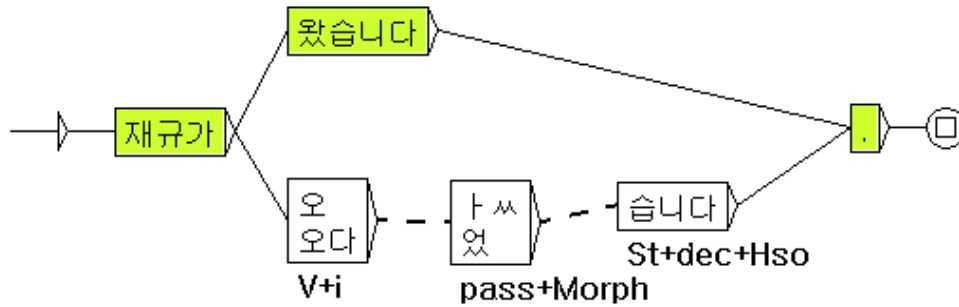 왔습니다
재규가
.
오
오다
V+i
ㅏㅆ
었
pass+Morph
습니다
St+dec+Hso